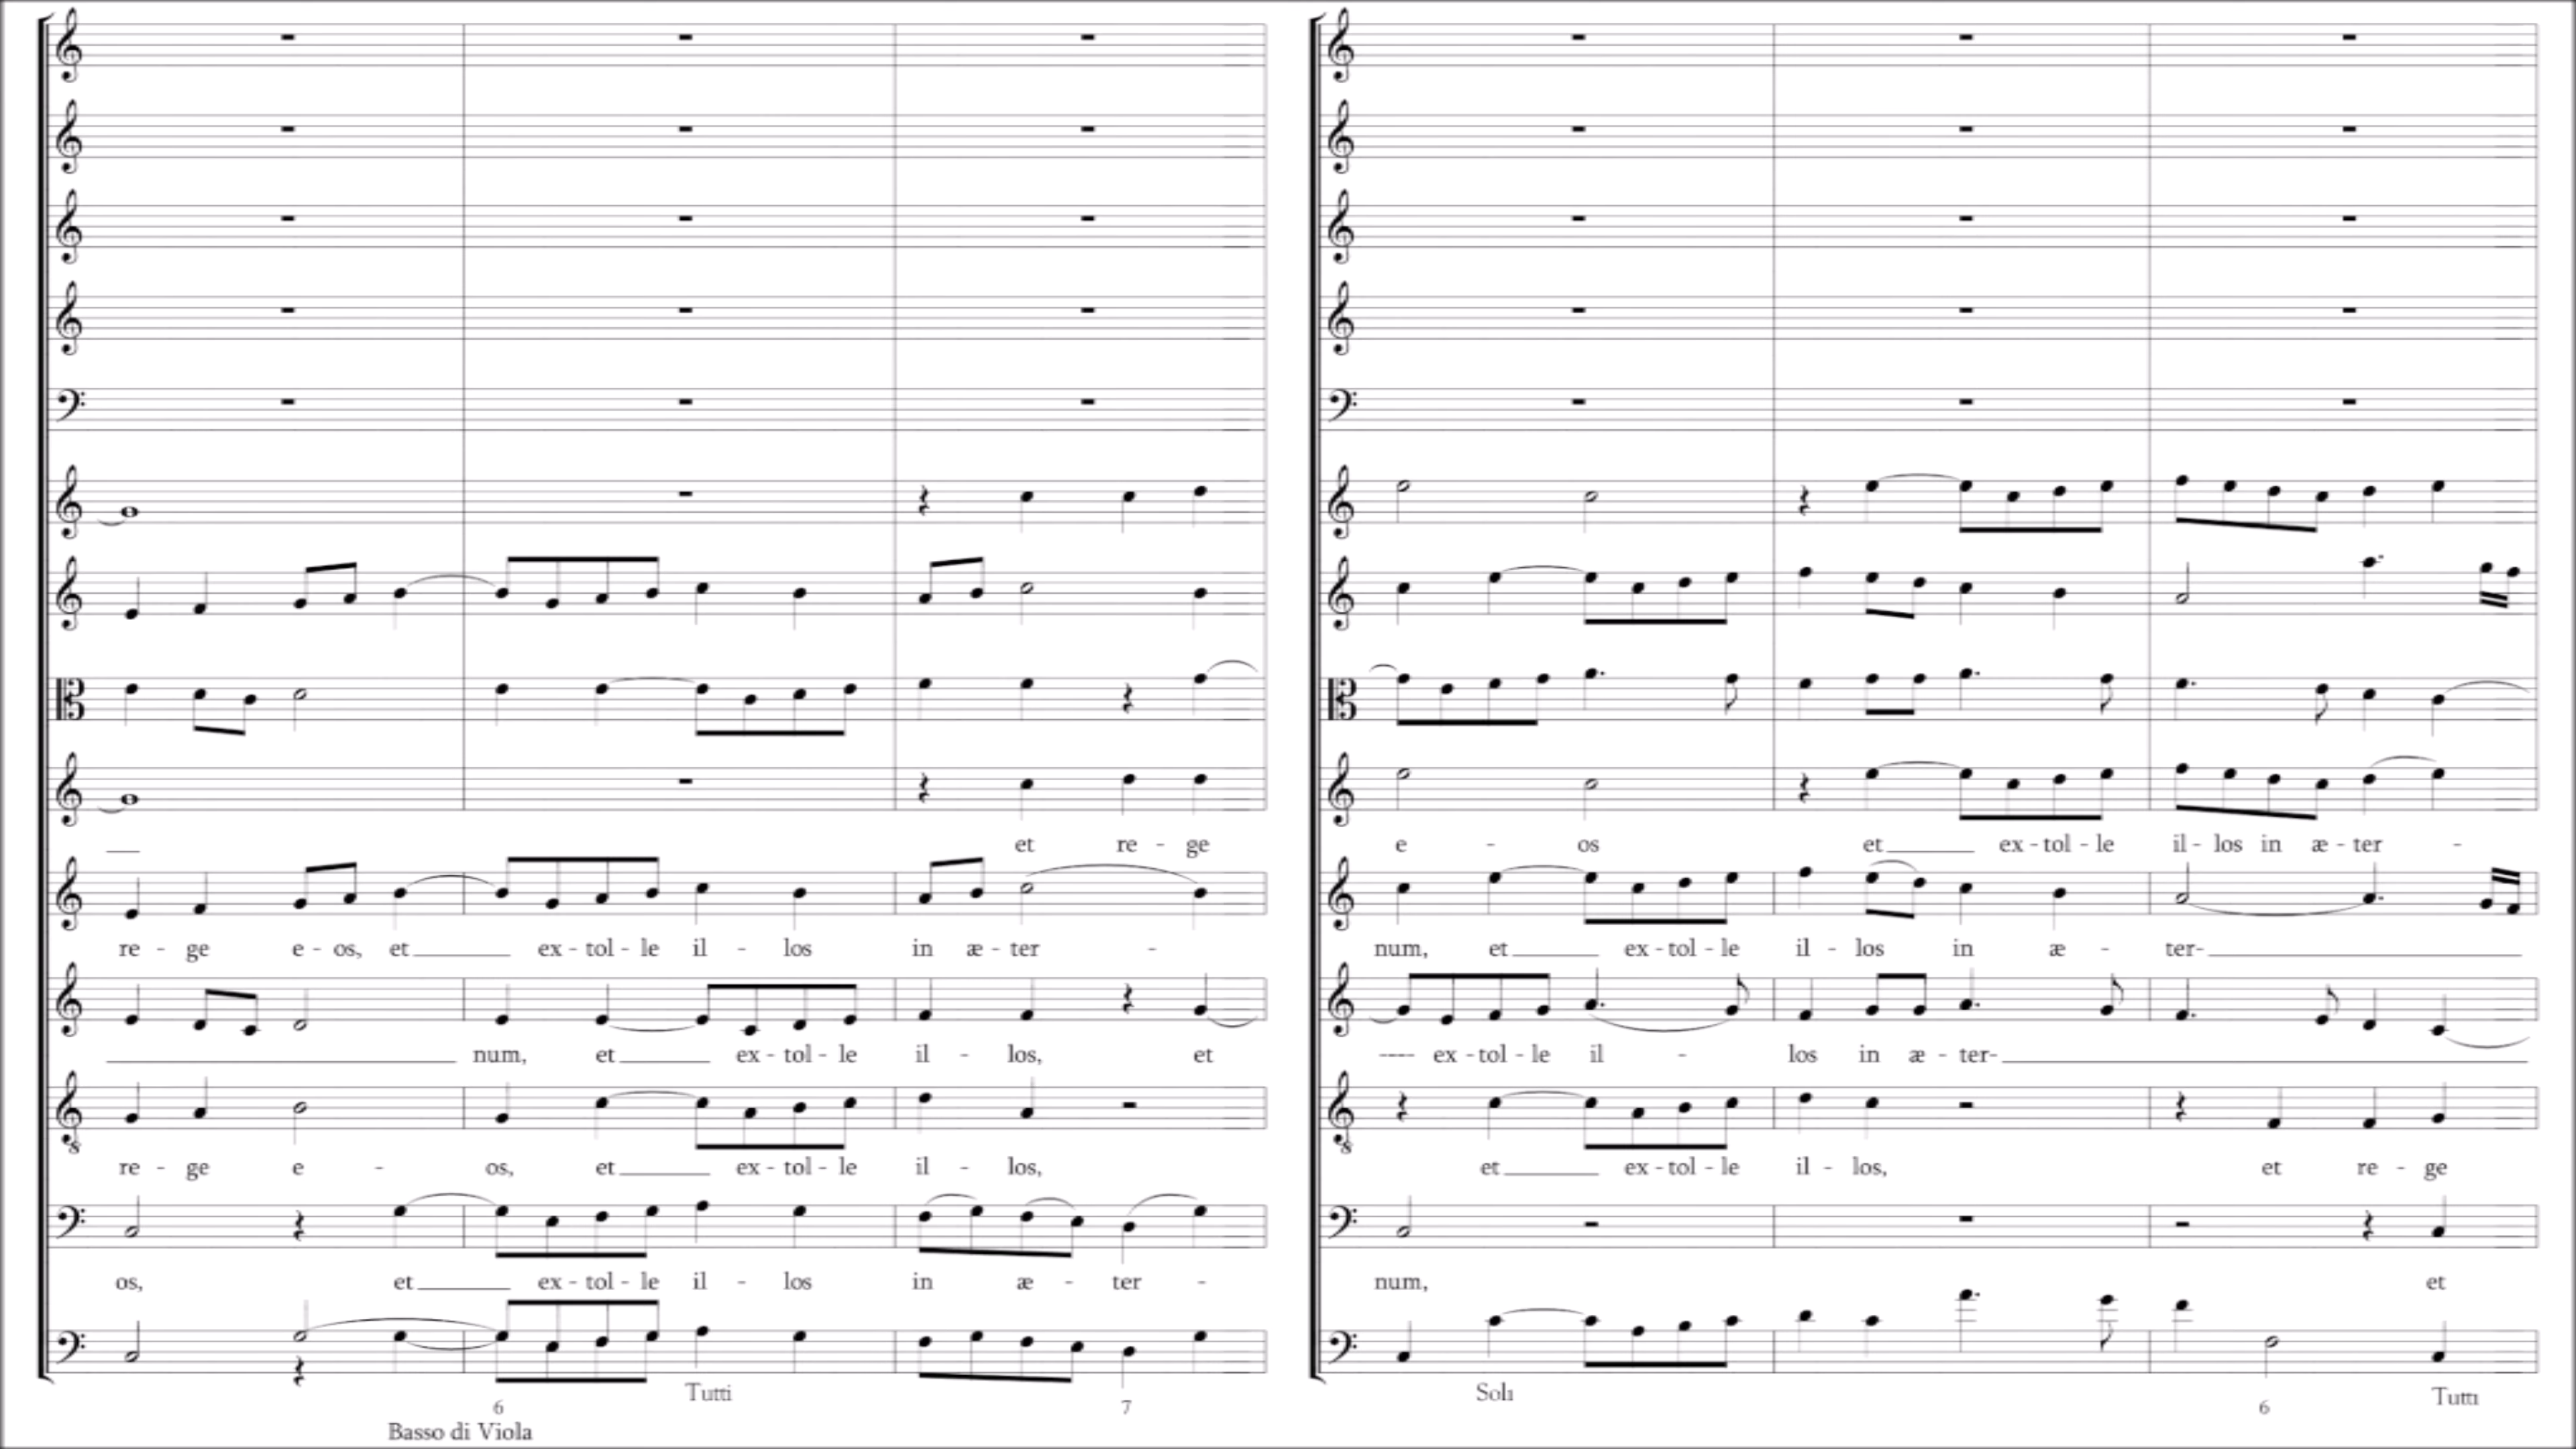 et re - ge
re - ge e - os, et ex - tol - le il - los in æ - ter -
num, et ex - tol - le il - los, et
re - ge e - os, et ex - tol - le il - los,
os, et ex - tol - le il - los in æ - ter -
Tutti
6 7
Basso di Viola
e - os et ex - tol - le il - los in æ - ter -
num, et ex - tol - le il - los in æ - ter-
ex - tol - le il - los in æ - ter-
et ex - tol - le il - los, et re - ge
num, et
Soli Tutti
6